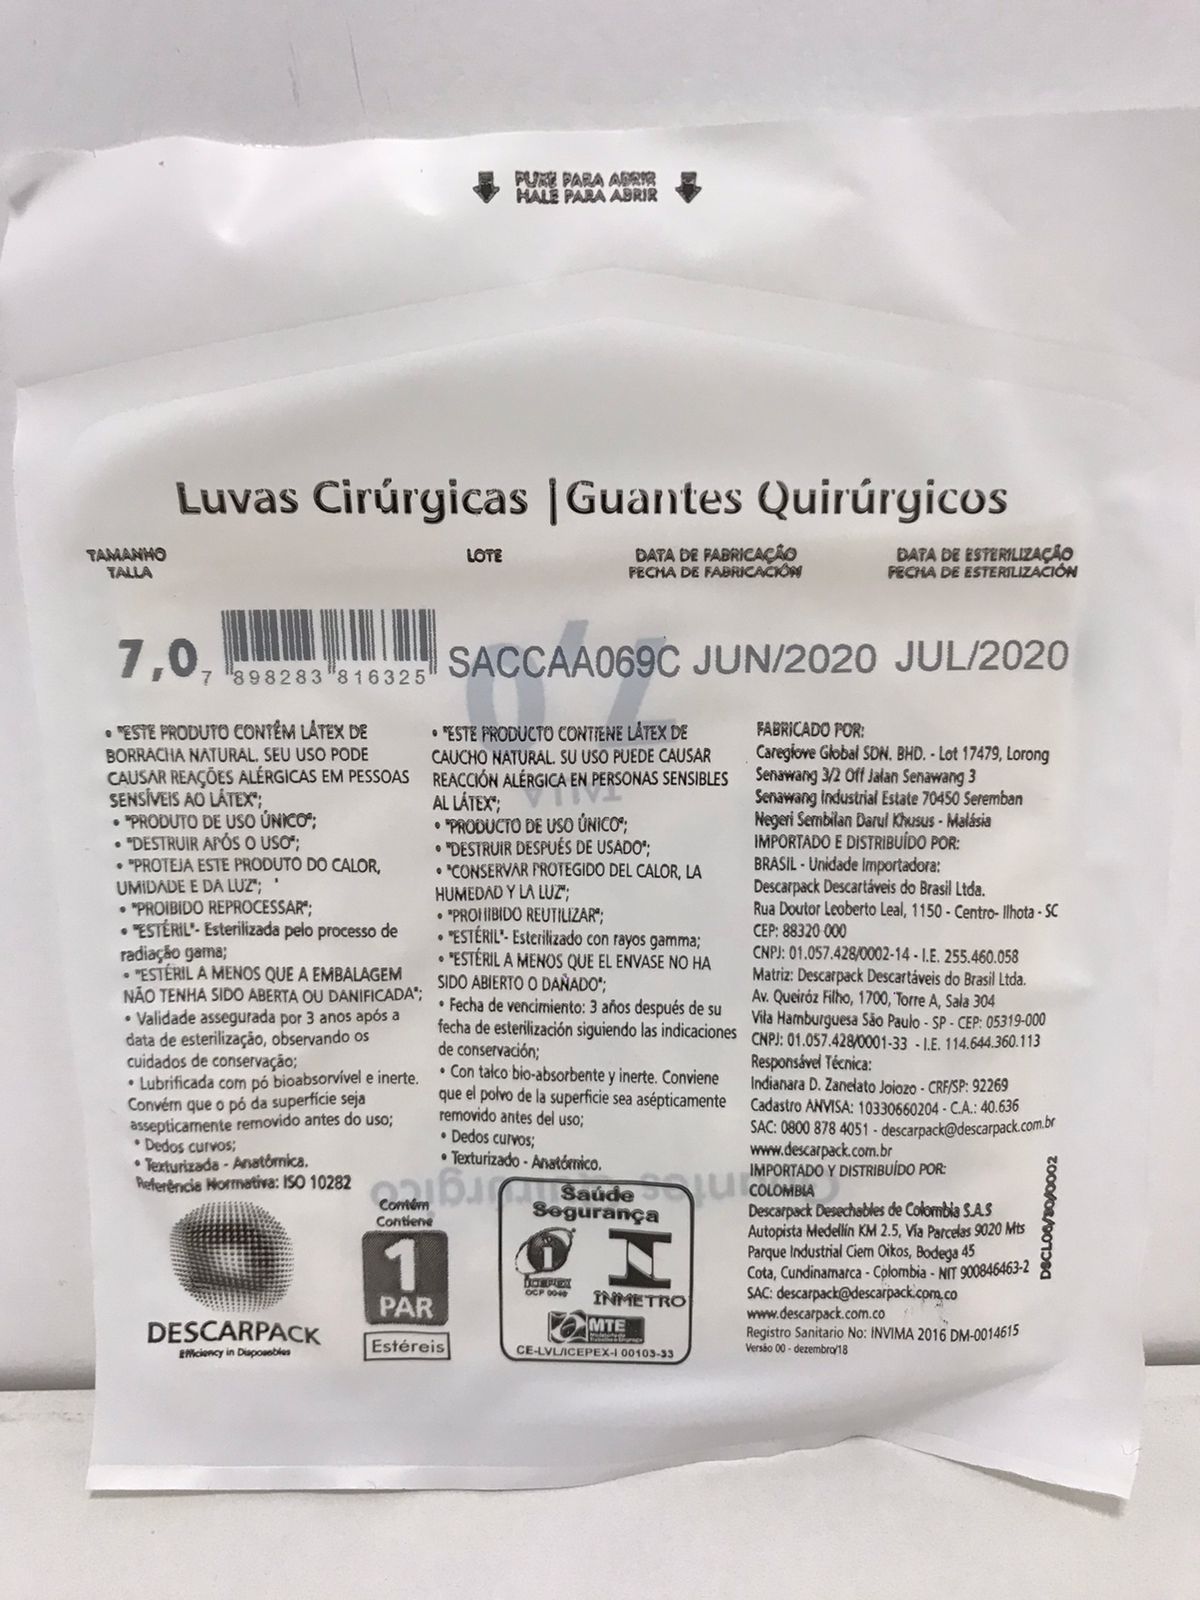 PUXE PARA ABRIR
HALE PARA ABRIR
Luvas Cirúrgicas | Guantes Quirúrgicos
TAMANHO
TALLA
LOTE
DATA DE FABRICAÇÃO
FECHA DE FABRICACIÓN
DATA DE ESTERILIZAÇÃO
FECHA DE ESTERILIZACIÓN
7,0
7 898283 816325
SACCAA069C JUN/2020 JUL/2020
• "ESTE PRODUTO CONTÉM LÁTEX DE
BORRACHA NATURAL. SEU USO PODE
CAUSAR REAÇÕES ALÉRGICAS EM PESSOAS
SENSÍVEIS AO LÁTEX";
• "PRODUTO DE USO ÚNICO";
• "DESTRUIR APÓS O USO";
• "PROTEJA ESTE PRODUTO DO CALOR,
UMIDADE E DA LUZ";
• "PROIBIDO REPROCESSAR";
• "ESTÉRIL"- Esterilizada pelo processo de
radiação gama;
• "ESTÉRIL A MENOS QUE A EMBALAGEM
NÃO TENHA SIDO ABERTA OU DANIFICADA";
• Validade assegurada por 3 anos após a
data de esterilização, observando os
cuidados de conservação;
• Lubrificada com pó bioabsorvível e inerte.
Convém que o pó da superfície seja
assepticamente removido antes do uso;
• Dedos curvos;
• Texturizada - Anatômica.
Referência Normativa: ISO 10282
• "ESTE PRODUCTO CONTIENE LÁTEX DE
CAUCHO NATURAL. SU USO PUEDE CAUSAR
REACCIÓN ALÉRGICA EN PERSONAS SENSIBLES
AL LÁTEX";
• "PRODUCTO DE USO ÚNICO";
• "DESTRUIR DESPUÉS DE USADO";
• "CONSERVAR PROTEGIDO DEL CALOR, LA
HUMEDAD Y LA LUZ";
• "PROHIBIDO REUTILIZAR";
• "ESTÉRIL"- Esterilizado con rayos gamma;
• "ESTÉRIL A MENOS QUE EL ENVASE NO HA
SIDO ABIERTO O DAÑADO";
• Fecha de vencimiento: 3 años después de su
fecha de esterilización siguiendo las indicaciones
de conservación;
• Con talco bio-absorbente y inerte. Conviene
que el polvo de la superficie sea asépticamente
removido antes del uso;
• Dedos curvos;
• Texturizado - Anatómico.
FABRICADO POR:
Careglove Global SDN. BHD. - Lot 17479, Lorong
Senawang 3/2 Off Jalan Senawang 3
Senawang Industrial Estate 70450 Seremban
Negeri Sembilan Darul Khusus - Malásia
IMPORTADO E DISTRIBUÍDO POR:
BRASIL - Unidade Importadora:
Descarpack Descartáveis do Brasil Ltda.
Rua Doutor Leoberto Leal, 1150 - Centro- Ilhota - SC
CEP: 88320-000
CNPJ: 01.057.428/0002-14 - I.E. 255.460.058
Matriz: Descarpack Descartáveis do Brasil Ltda.
Av. Queiróz Filho, 1700, Torre A, Sala 304
Vila Hamburguesa São Paulo - SP - CEP: 05319-000
CNPJ: 01.057.428/0001-33 - I.E. 114.644.360.113
Responsável Técnica:
Indianara D. Zanelato Joiozo - CRF/SP: 92269
Cadastro ANVISA: 10330660204 - C.A.: 40.636
SAC: 0800 878 4051 - descarpack@descarpack.com.br
www.descarpack.com.br
IMPORTADO Y DISTRIBUÍDO POR:
COLOMBIA
Descarpack Desechables de Colombia S.A.S
Autopista Medellín KM 2.5, Vía Parcelas 9020 Mts
Parque Industrial Ciem Oikos, Bodega 45
Cota, Cundinamarca - Colombia - NIT 900846463-2
SAC: descarpack@descarpack.com.co
www.descarpack.com.co
Registro Sanitario No: INVIMA 2016 DM-0014615
Versão 00 - dezembro/18
DSCL06/80/0002
DESCARPACK
Efficiency in Disposables
Contém
Contiene
1
PAR
Estéreis
Saúde
Segurança
ICEPEX
OCP 0040
INMETRO
MTE
CE-LVL/ICEPEX-I 00103-33